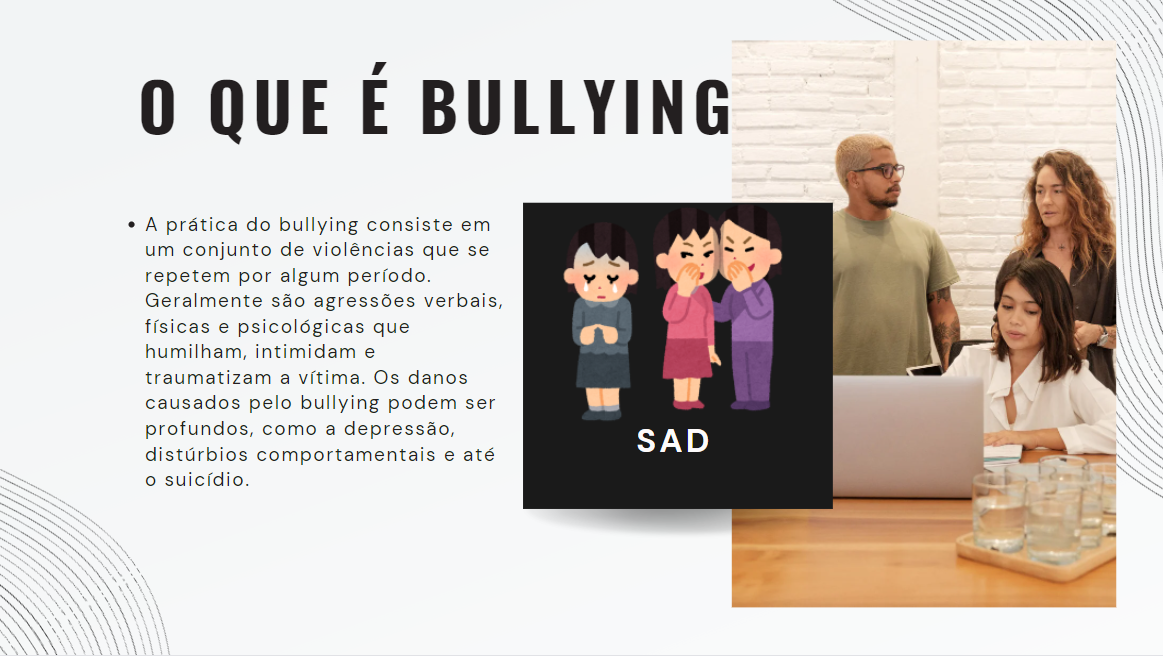 O QUE É BULLYING
• A prática do bullying consiste em
um conjunto de violências que se
repetem por algum período.
Geralmente são agressões verbais,
físicas e psicológicas que
humilham, intimidam e
traumatizam a vítima. Os danos
causados pelo bullying podem ser
profundos, como a depressão,
distúrbios comportamentais e até
o suicídio.
SAD